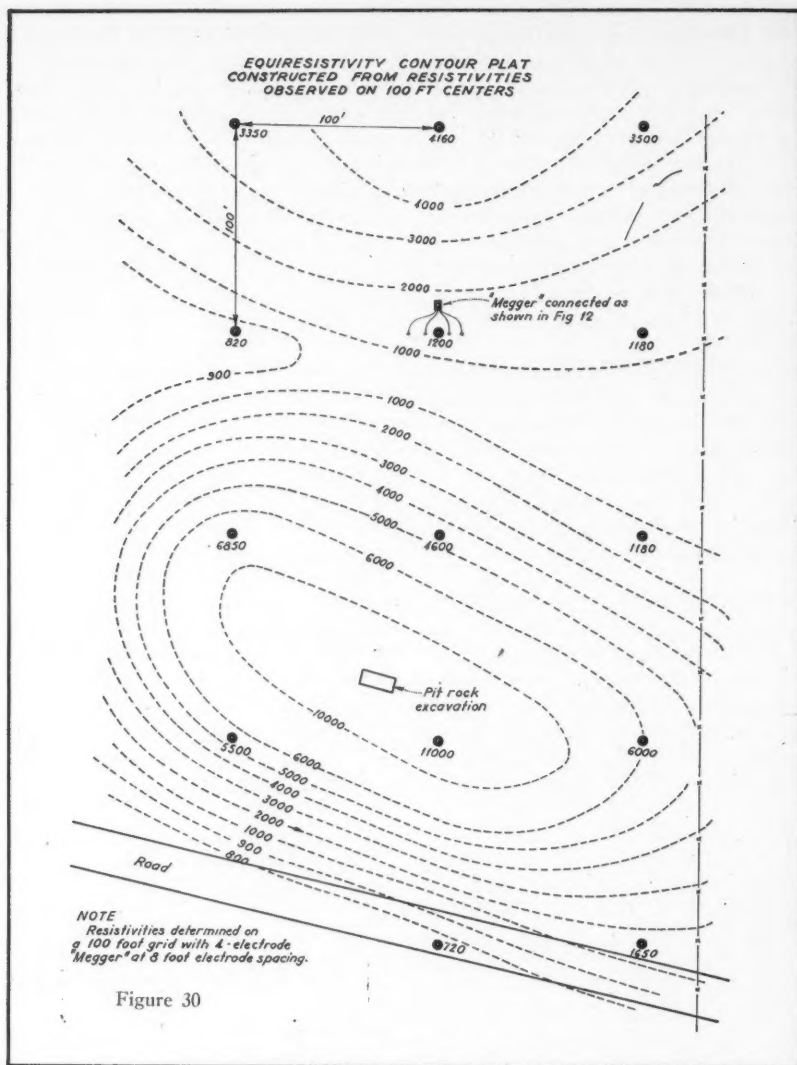 EQUIRESISTIVITY CONTOUR PLAT
CONSTRUCTED FROM RESISTIVITIES
OBSERVED ON 100 FT CENTERS
100'
3350
4160
3500
4000
100'
3000
2000
"Megger" connected as
shown in Fig 12
820
1200
1180
1000
900
1000
2000
3000
4000
5000
6850
4600
1180
6000
Pit rock
excavation
10000
5500
11000
6000
6000
5000
4000
3000
2000
1000
900
800
Road
NOTE
Resistivities determined on
a 100 foot grid with 4-electrode
"Megger" at 8 foot electrode spacing.
720
1650
Figure 30